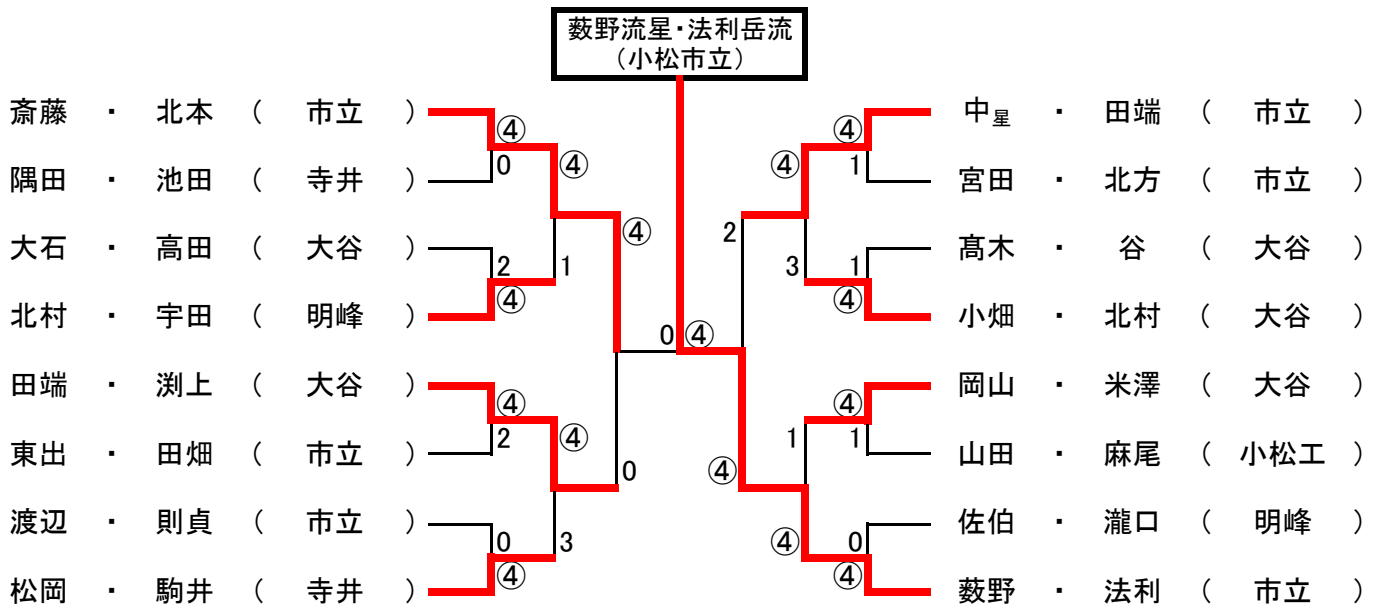 薮野流星・法利岳流
（小松市立）
斎藤 ・ 北本 （ 市立 ）
④
0
隅田 ・ 池田 （ 寺井 ）
④
大石 ・ 高田 （ 大谷 ）
2
④
1
北村 ・ 宇田 （ 明峰 ）
④
田端 ・ 渕上 （ 大谷 ）
④
2
東出 ・ 田畑 （ 市立 ）
④
渡辺 ・ 則貞 （ 市立 ）
0
④
3
松岡 ・ 駒井 （ 寺井 ）
0
0
④
中星 ・ 田端 （ 市立 ）
④
1
宮田 ・ 北方 （ 市立 ）
④
髙木 ・ 谷 （ 大谷 ）
1
④
3
小畑 ・ 北村 （ 大谷 ）
2
岡山 ・ 米澤 （ 大谷 ）
④
1
山田 ・ 麻尾 （ 小松工 ）
1
佐伯 ・ 瀧口 （ 明峰 ）
0
④
④
薮野 ・ 法利 （ 市立 ）
④